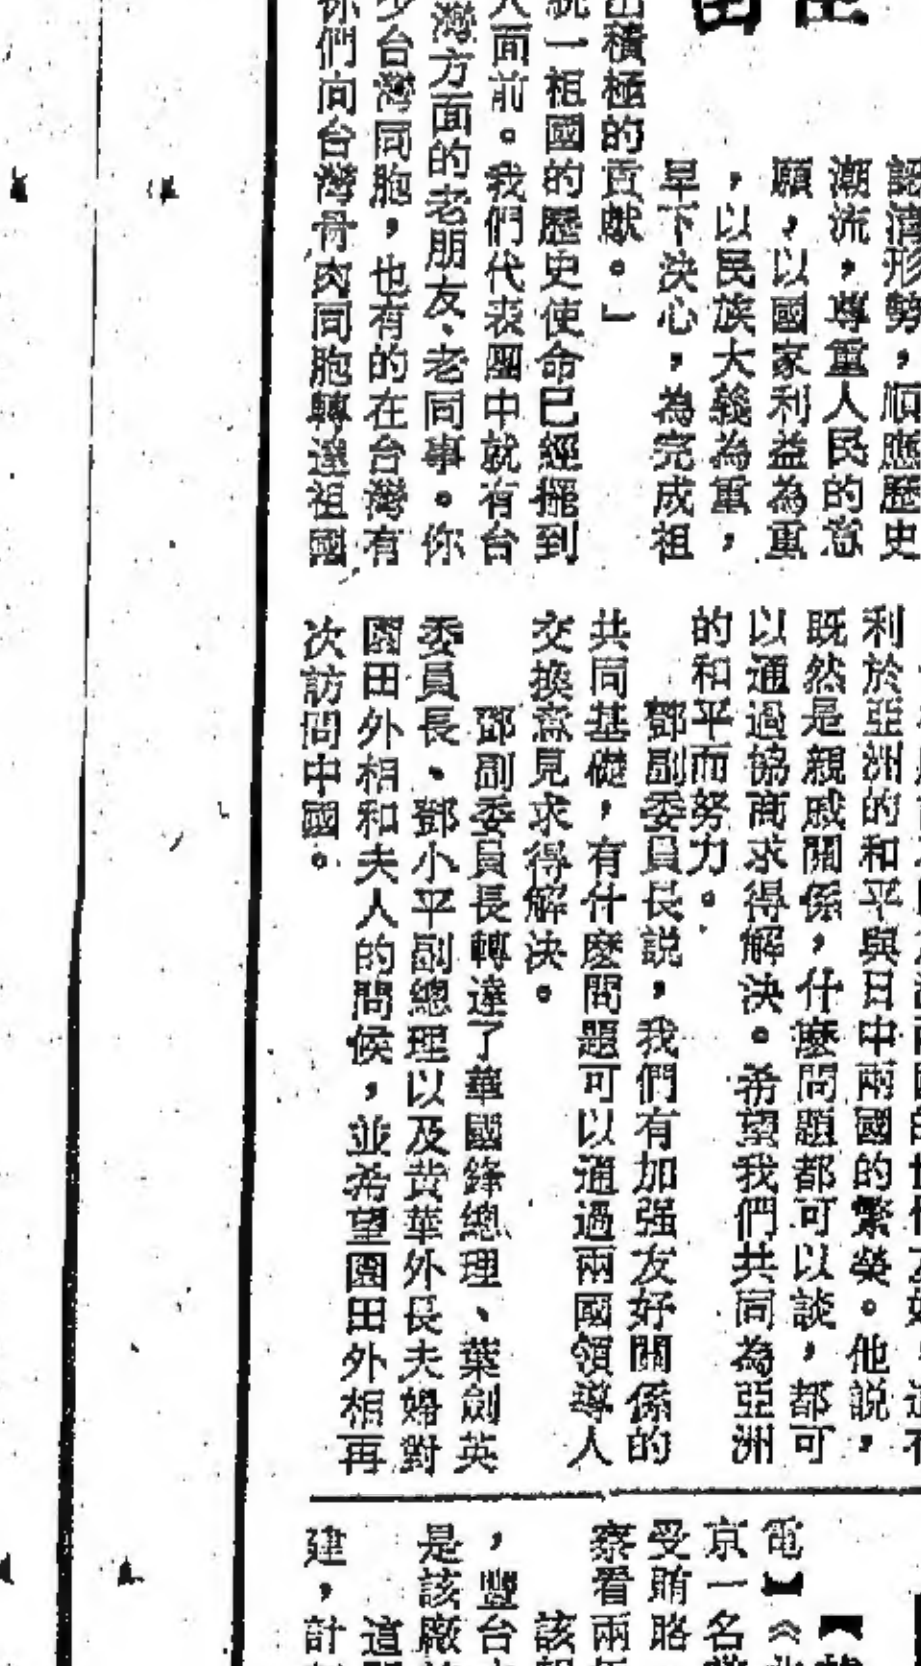 認清形勢，順應歷史
潮流，尊重人民的意
願，以國家利益為重
，以民族大義為重，
早下決心，為完成祖
出積極的貢獻。」
統一祖國的歷史使命已經擺到
人面前。我們代表團中就有台
灣方面的老朋友、老同事。你
少台灣同胞，也有的在台灣有
你們向台灣骨肉同胞轉達祖國
利於亞洲的和平與日中兩國的繁榮。他説，
既然是親戚關係，什麼問題都可以談，都可
以通過協商求得解決。希望我們共同為亞洲
的和平而努力。
鄧副委員長説，我們有加强友好關係的
共同基礎，有什麼問題可以通過兩國領導人
交換意見求得解決。
鄧副委員長轉達了華國鋒總理、葉劍英
委員長、鄧小平副總理以及黄華外長夫婦對
園田外相和夫人的問候，並希望園田外相再
次訪問中國。
【
電】《
京一名
受賄賂
察看兩
該
，豐台
是該廠
這
建，計